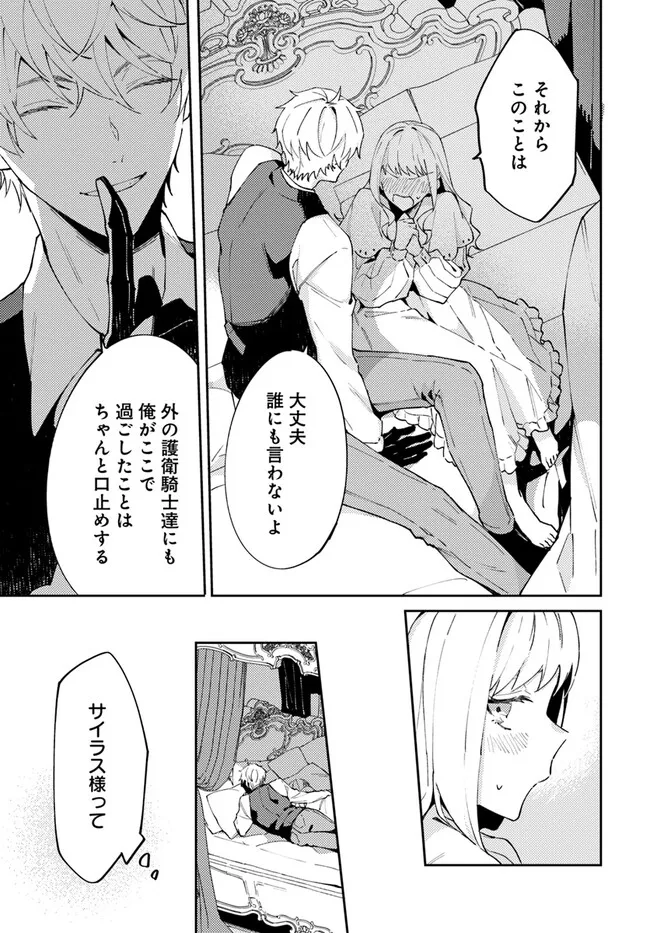 それから
このことは
大丈夫
誰にも言わないよ
外の護衛騎士達にも
俺がここで
過ごしたことは
ちゃんと口止めする
サイラス様って